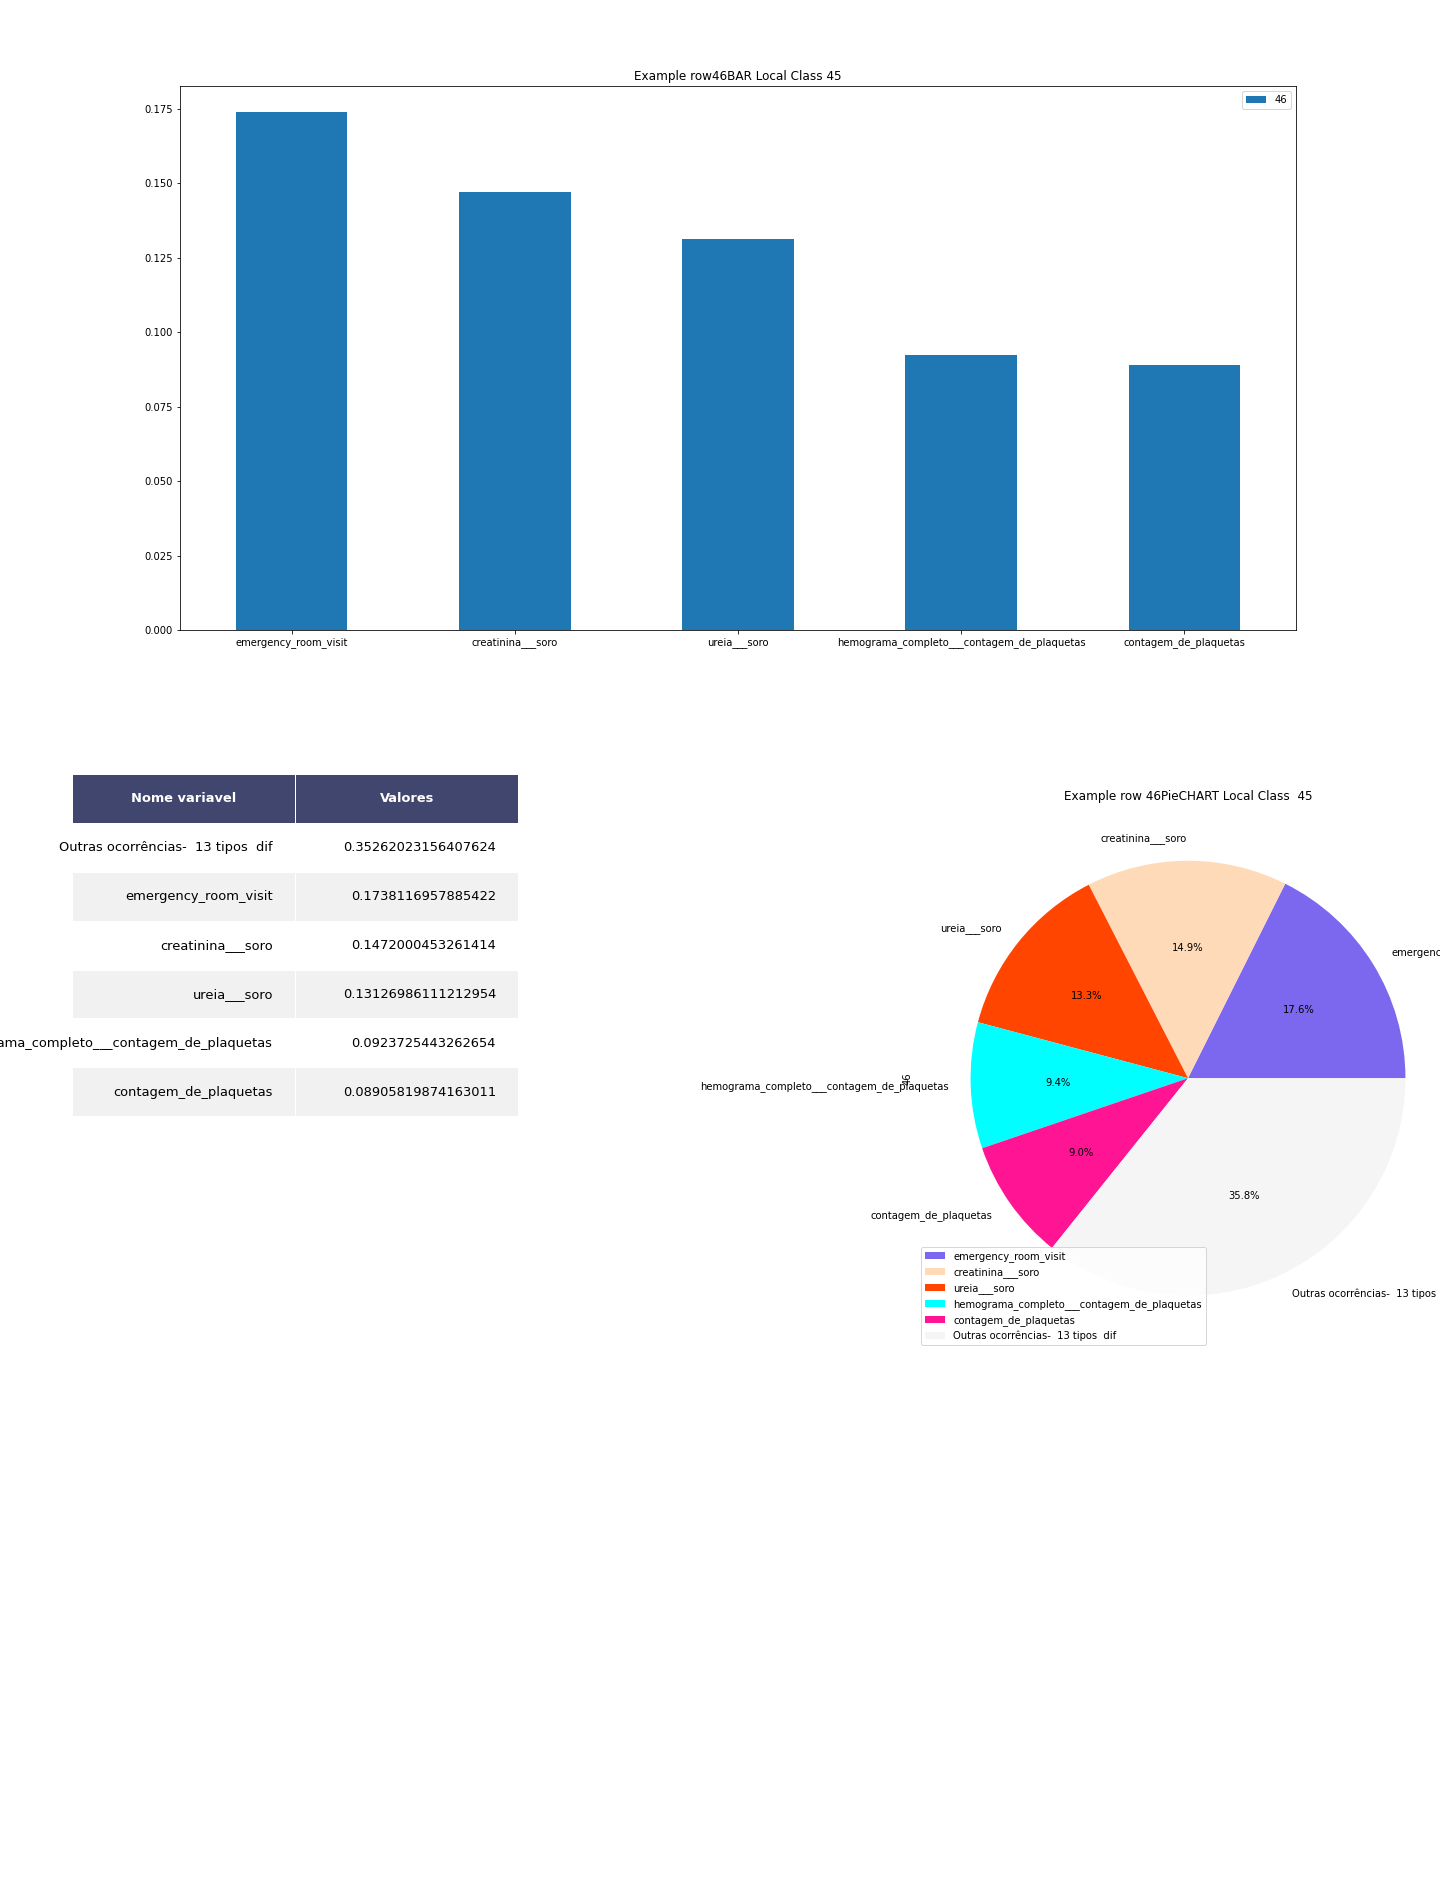 Example row46BAR Local Class 45
46
0.175
0.150
0.125
0.100
0.075
0.050
0.025
0.000
emergency_room_visit
creatinina___soro
ureia___soro
hemograma_completo___contagem_de_plaquetas
contagem_de_plaquetas
Nome variavel Valores
Outras ocorrências-  13 tipos  dif 0.35262023156407624
emergency_room_visit 0.1738116957885422
creatinina___soro 0.1472000453261414
ureia___soro 0.13126986111212954
ama_completo___contagem_de_plaquetas 0.0923725443262654
contagem_de_plaquetas 0.08905819874163011
Example row 46PieCHART Local Class  45
creatinina___soro
ureia___soro
emergenc
14.9%
13.3%
17.6%
46
hemograma_completo___contagem_de_plaquetas
9.4%
9.0%
35.8%
contagem_de_plaquetas
Outras ocorrências-  13 tipos
emergency_room_visit
creatinina___soro
ureia___soro
hemograma_completo___contagem_de_plaquetas
contagem_de_plaquetas
Outras ocorrências-  13 tipos  dif